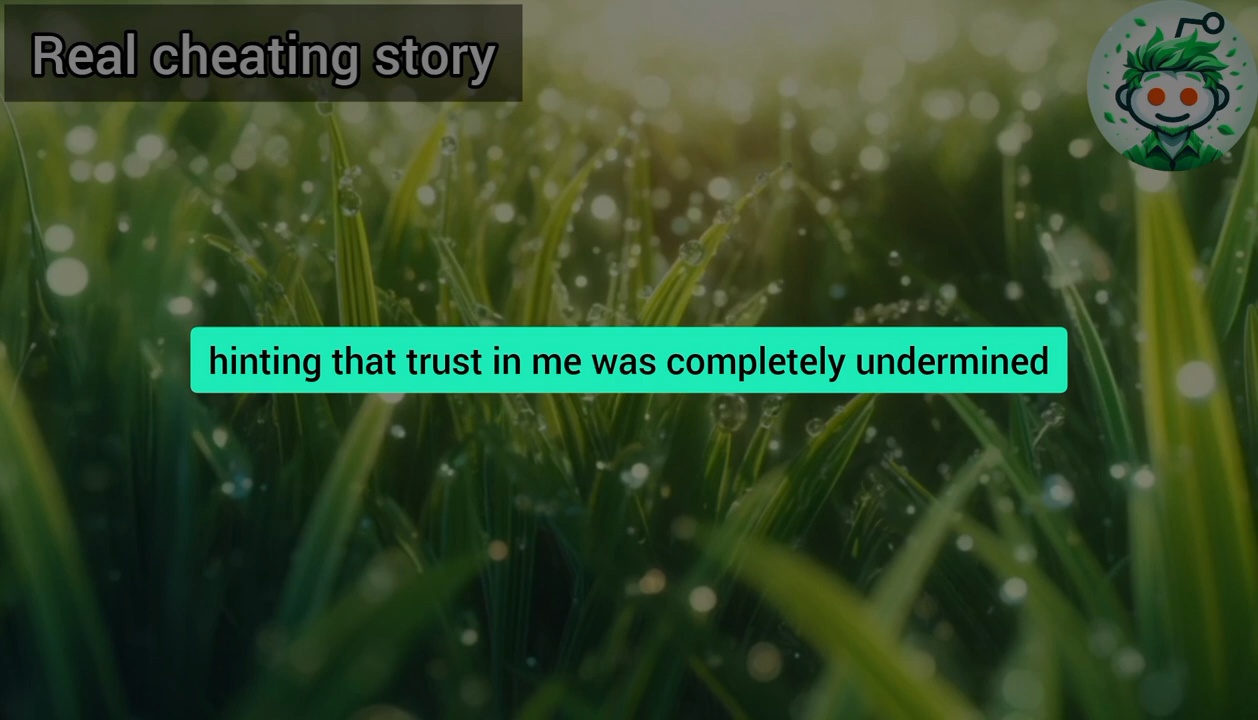 Real cheating story
hinting that trust in me was completely undermined